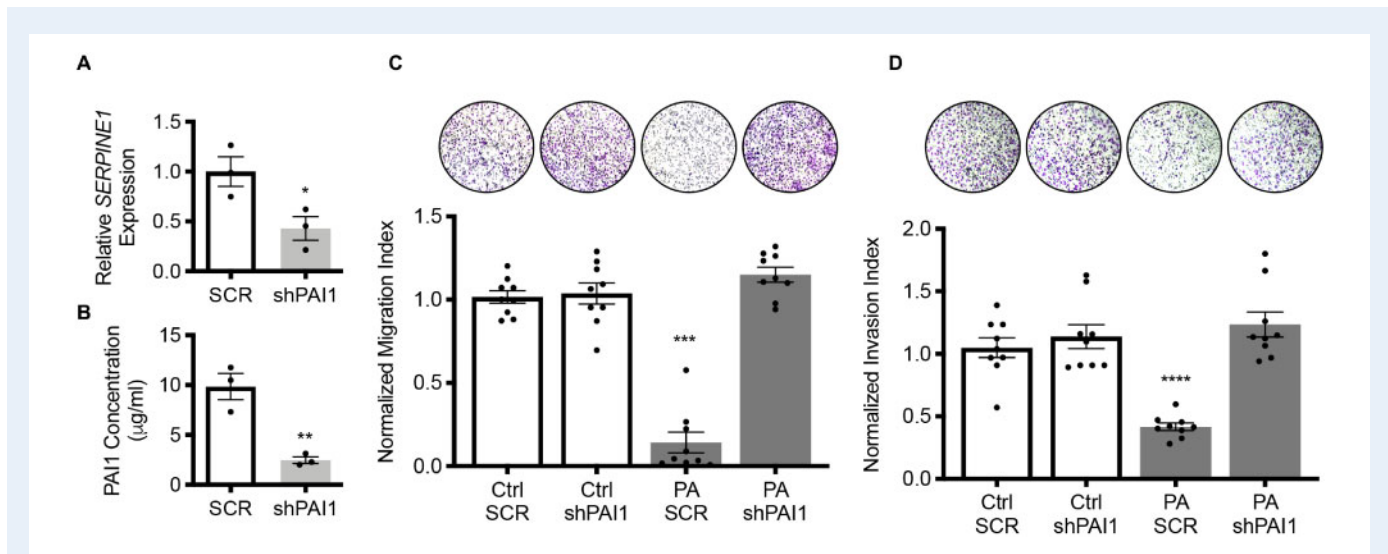 A
Relative SERPINE1
Expression
1.5
1.0
0.5
0.0
*
SCR
shPAI1
B
PAI1 Concentration
(μg/ml)
15
10
5
0
**
SCR
shPAI1
C
Normalized Migration Index
1.5
1.0
0.5
0.0
***
Ctrl
SCR
Ctrl
shPAI1
PA
SCR
PA
shPAI1
D
Normalized Invasion Index
2.0
1.5
1.0
0.5
0.0
****
Ctrl
SCR
Ctrl
shPAI1
PA
SCR
PA
shPAI1